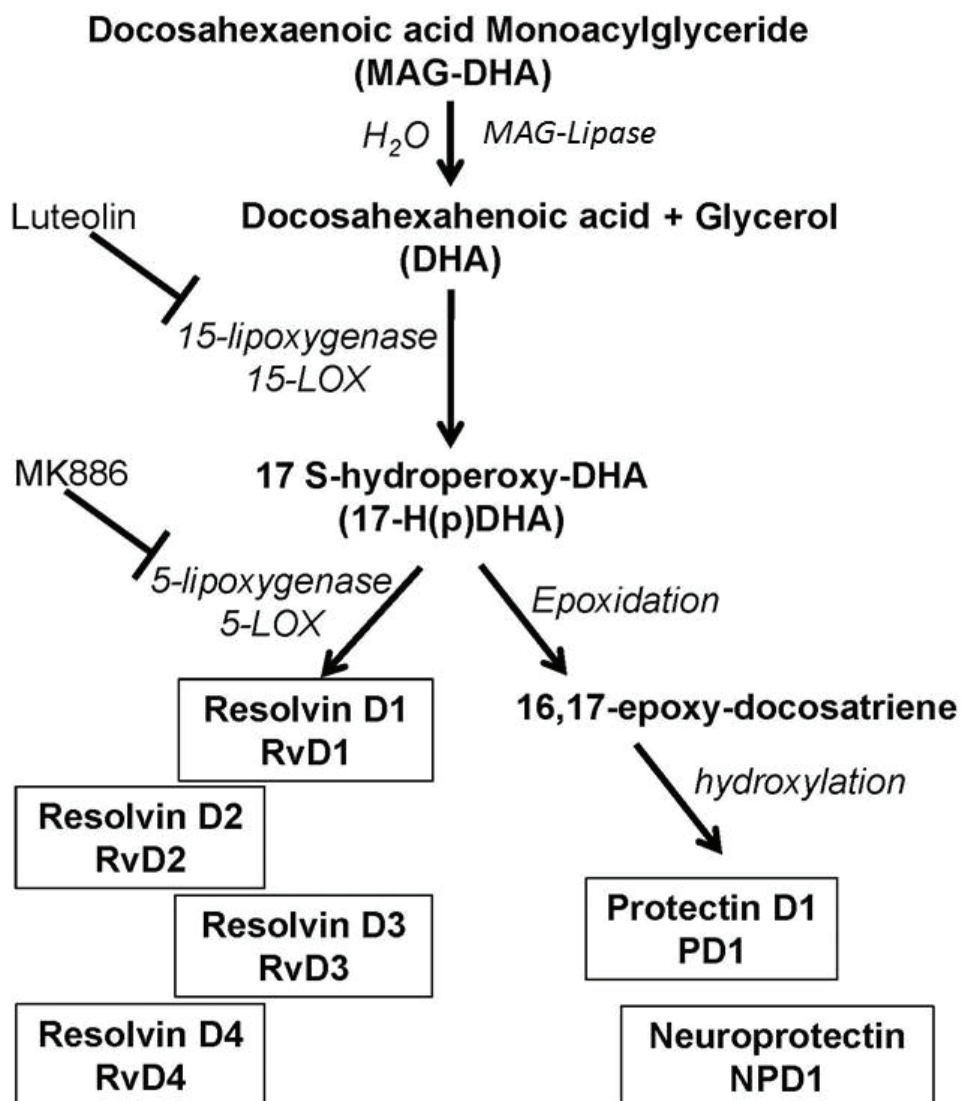 Docosahexaenoic acid Monoacylglyceride
(MAG-DHA)
H₂O MAG-Lipase
Luteolin
Docosahexahenoic acid + Glycerol
(DHA)
15-lipoxygenase
15-LOX
MK886
17 S-hydroperoxy-DHA
(17-H(p)DHA)
5-lipoxygenase
5-LOX
Epoxidation
Resolvin D1
RvD1
16,17-epoxy-docosatriene
hydroxylation
Resolvin D2
RvD2
Resolvin D3
RvD3
Protectin D1
PD1
Resolvin D4
RvD4
Neuroprotectin
NPD1